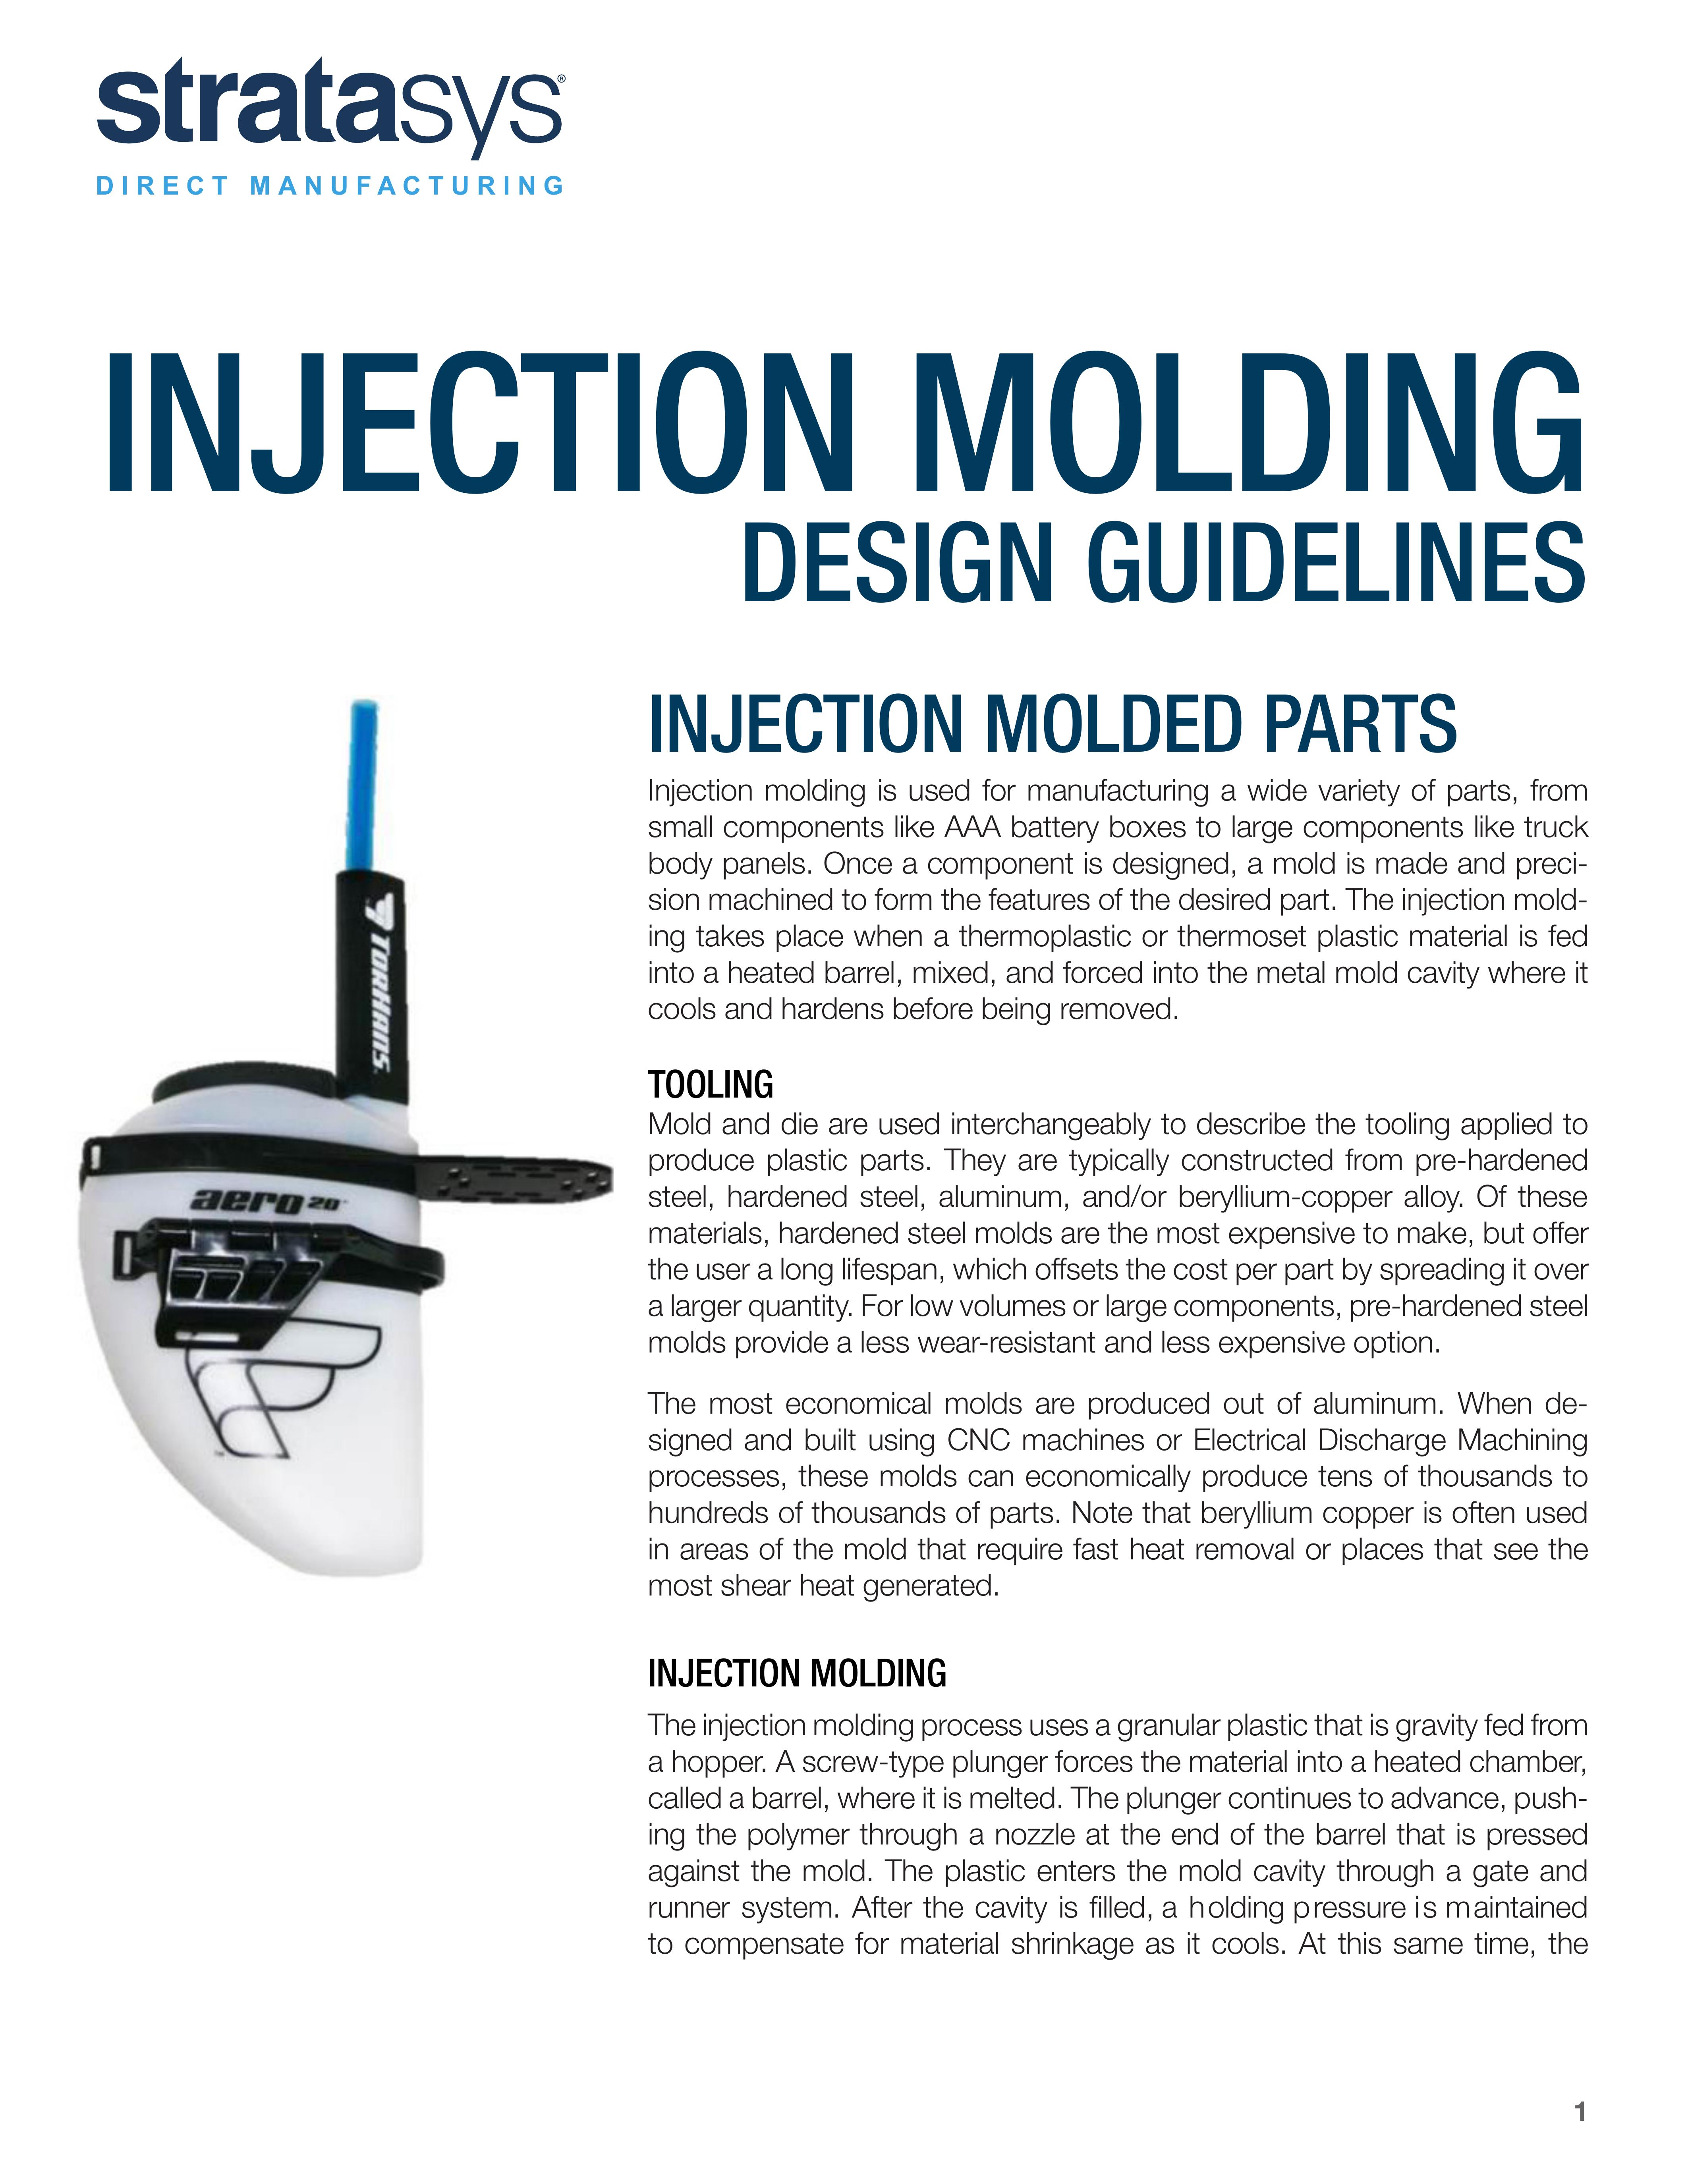 stratasys®
DIRECT MANUFACTURING
INJECTION MOLDING
DESIGN GUIDELINES
TORHANS
aero 20™
INJECTION MOLDED PARTS
Injection molding is used for manufacturing a wide variety of parts, from
small components like AAA battery boxes to large components like truck
body panels. Once a component is designed, a mold is made and preci-
sion machined to form the features of the desired part. The injection mold-
ing takes place when a thermoplastic or thermoset plastic material is fed
into a heated barrel, mixed, and forced into the metal mold cavity where it
cools and hardens before being removed.
TOOLING
Mold and die are used interchangeably to describe the tooling applied to
produce plastic parts. They are typically constructed from pre-hardened
steel, hardened steel, aluminum, and/or beryllium-copper alloy. Of these
materials, hardened steel molds are the most expensive to make, but offer
the user a long lifespan, which offsets the cost per part by spreading it over
a larger quantity. For low volumes or large components, pre-hardened steel
molds provide a less wear-resistant and less expensive option.
The most economical molds are produced out of aluminum. When de-
signed and built using CNC machines or Electrical Discharge Machining
processes, these molds can economically produce tens of thousands to
hundreds of thousands of parts. Note that beryllium copper is often used
in areas of the mold that require fast heat removal or places that see the
most shear heat generated.
INJECTION MOLDING
The injection molding process uses a granular plastic that is gravity fed from
a hopper. A screw-type plunger forces the material into a heated chamber,
called a barrel, where it is melted. The plunger continues to advance, push-
ing the polymer through a nozzle at the end of the barrel that is pressed
against the mold. The plastic enters the mold cavity through a gate and
runner system. After the cavity is filled, a holding pressure is maintained
to compensate for material shrinkage as it cools. At this same time, the
1